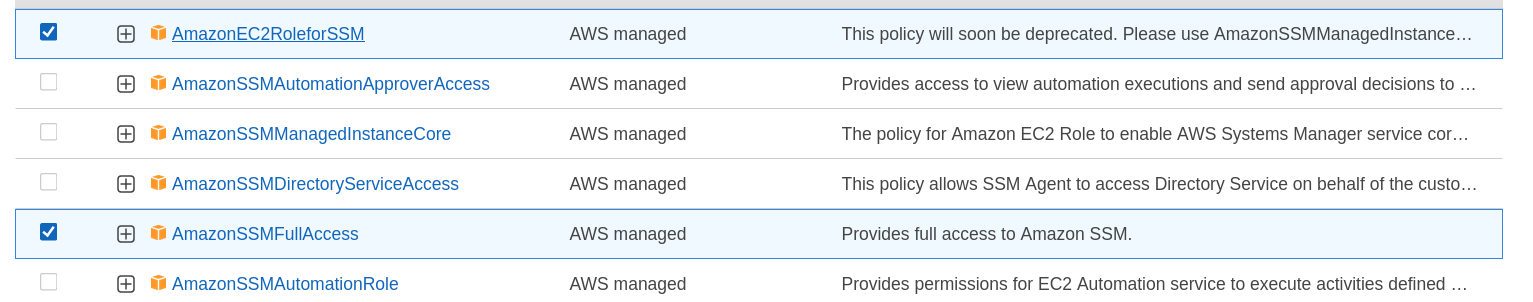 AmazonEC2RoleforSSM AWS managed This policy will soon be deprecated. Please use AmazonSSMManagedInstance...
AmazonSSMAutomationApproverAccess AWS managed Provides access to view automation executions and send approval decisions to ...
AmazonSSMManagedInstanceCore AWS managed The policy for Amazon EC2 Role to enable AWS Systems Manager service cor...
AmazonSSMDirectoryServiceAccess AWS managed This policy allows SSM Agent to access Directory Service on behalf of the custo...
AmazonSSMFullAccess AWS managed Provides full access to Amazon SSM.
AmazonSSMAutomationRole AWS managed Provides permissions for EC2 Automation service to execute activities defined ...